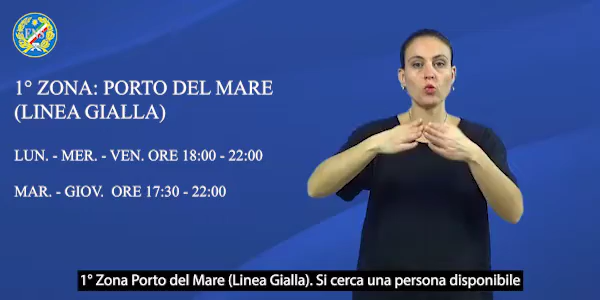 ENS
1° ZONA: PORTO DEL MARE
(LINEA GIALLA)
LUN. - MER. - VEN. ORE 18:00 - 22:00
MAR. - GIOV. ORE 17:30 - 22:00
1° Zona Porto del Mare (Linea Gialla). Si cerca una persona disponibile